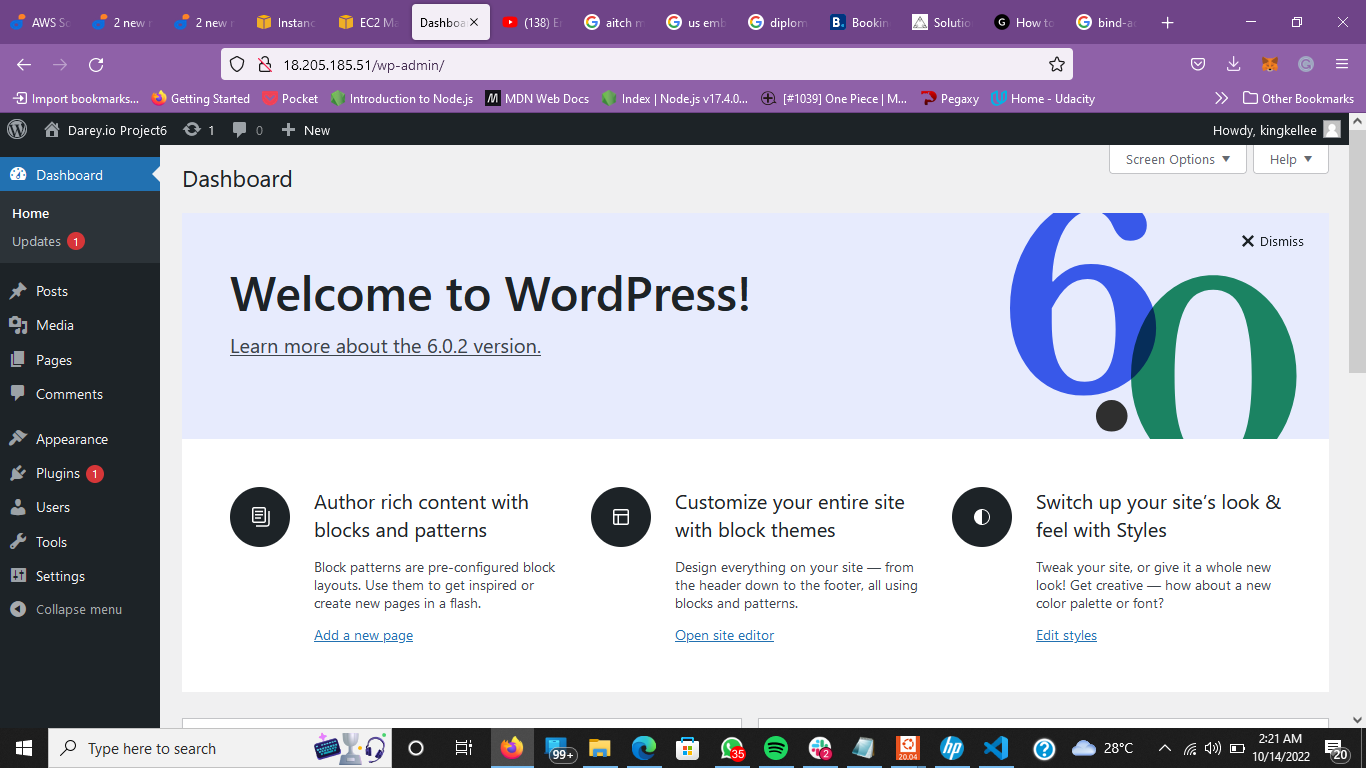 AWS So
2 new r
2 new r
Instanc
EC2 Ma
Dashboa
(138) E
aitch m
us emb
diplom
Bookin
Solutio
How to
bind-a
18.205.185.51/wp-admin/
Import bookmarks...
Getting Started
Pocket
Introduction to Node.js
MDN Web Docs
Index | Node.js v17.4.0...
[#1039] One Piece | M...
Pegaxy
Home - Udacity
Other Bookmarks
Darey.io Project6
1
0
New
Howdy, kingkellee
Screen Options
Help
Dashboard
Home
Updates 1
Posts
Media
Pages
Comments
Appearance
Plugins 1
Users
Tools
Settings
Collapse menu
Dashboard
6.0
Dismiss
Welcome to WordPress!
Learn more about the 6.0.2 version.
Author rich content with
blocks and patterns
Block patterns are pre-configured block
layouts. Use them to get inspired or
create new pages in a flash.
Add a new page
Customize your entire site
with block themes
Design everything on your site — from
the header down to the footer, all using
blocks and patterns.
Open site editor
Switch up your site’s look &
feel with Styles
Tweak your site, or give it a whole new
look! Get creative — how about a new
color palette or font?
Edit styles
Type here to search
99+
35
2
20.04
hp
28°C
2:21 AM
10/14/2022
20